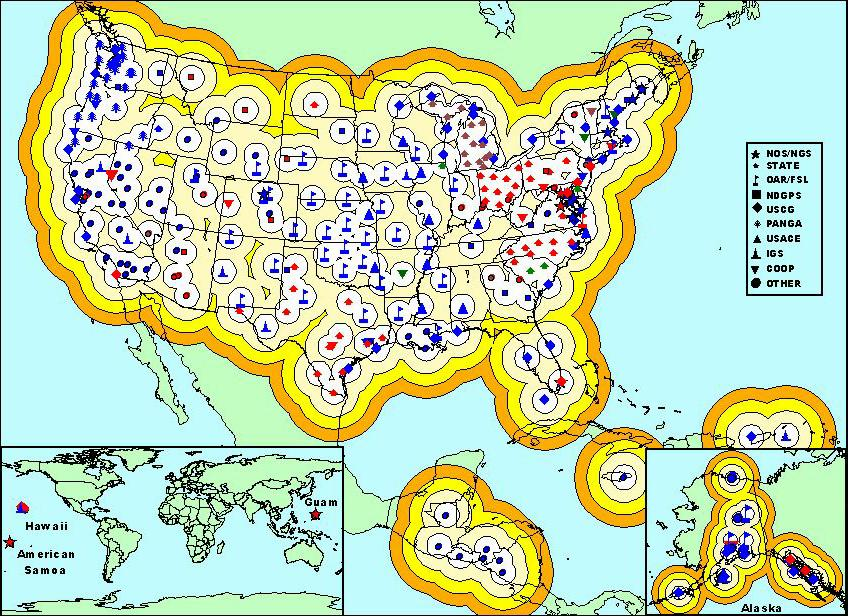 NOS/NGS
STATE
OAR/FSL
NDGPS
USCG
PANGA
USACE
IGS
COOP
OTHER
Guam
Hawaii
American
Samoa
Alaska